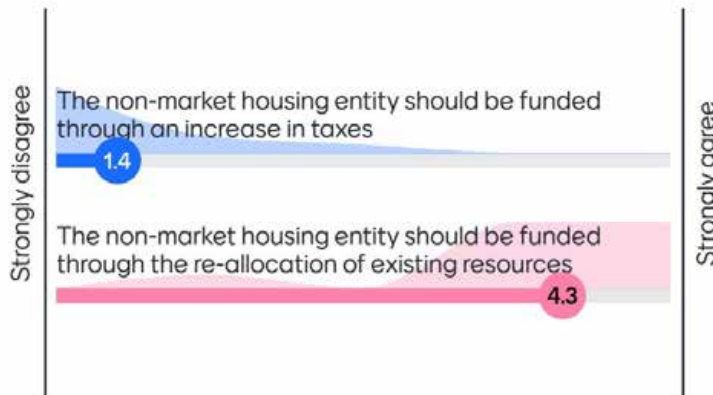 Strongly disagree
The non-market housing entity should be funded
through an increase in taxes
1.4
The non-market housing entity should be funded
through the re-allocation of existing resources
4.3
Strongly agree